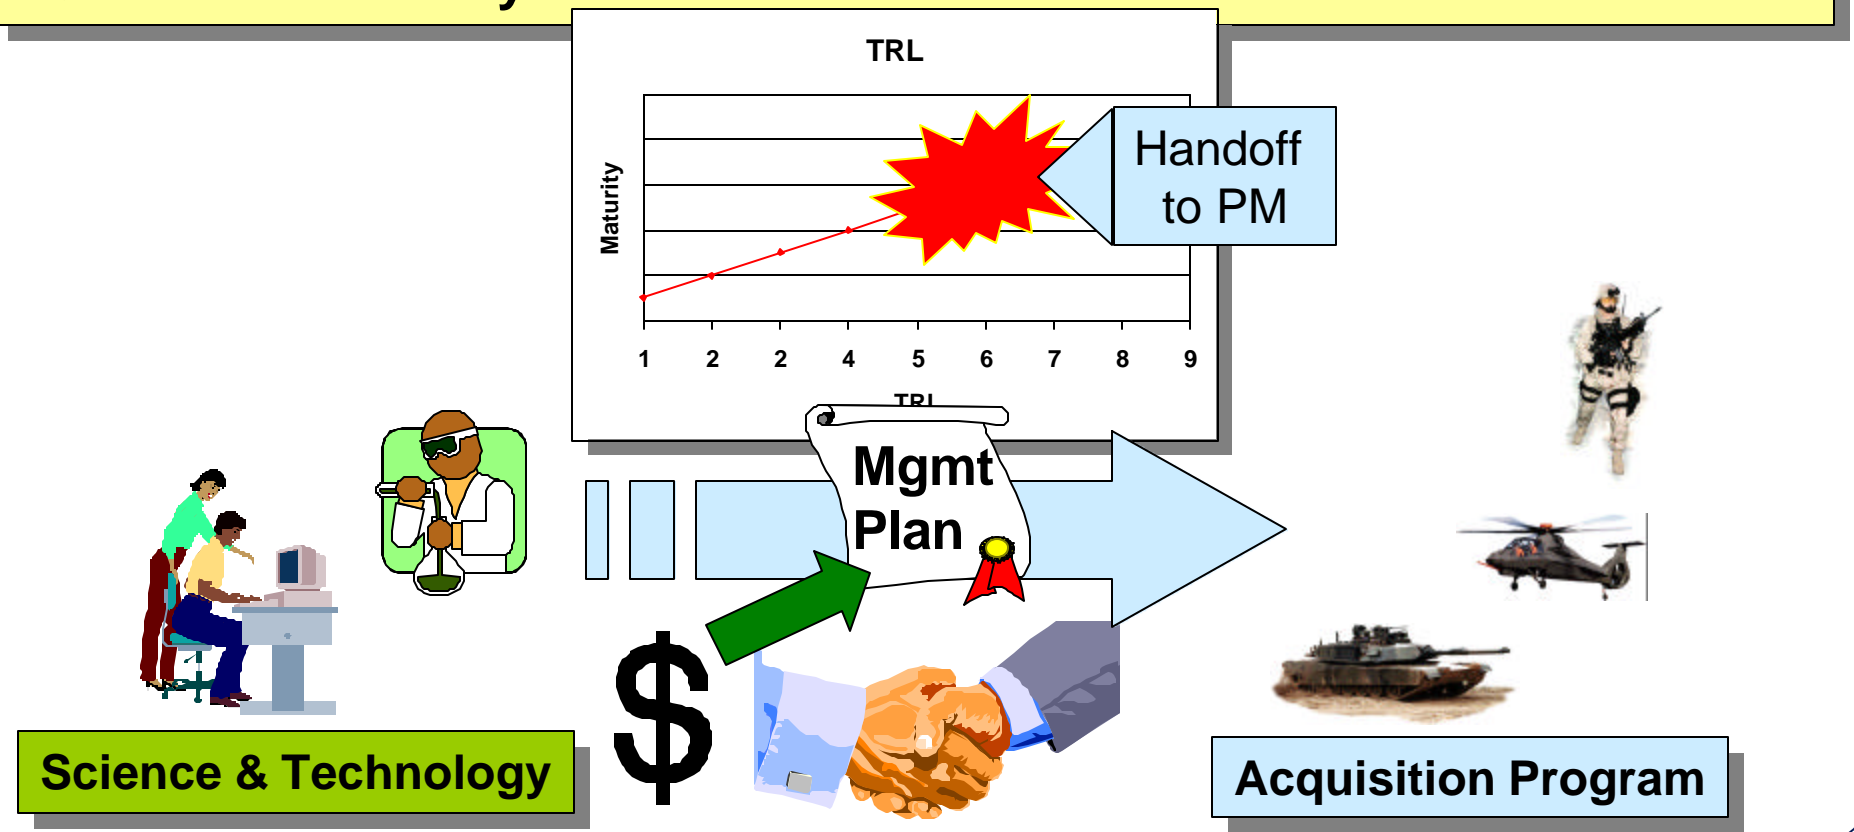 TRL
Handoff
to PM
Maturity
1 2 2 4 5 6 7 8 9
TRL
Mgmt
Plan
$
Science & Technology
Acquisition Program